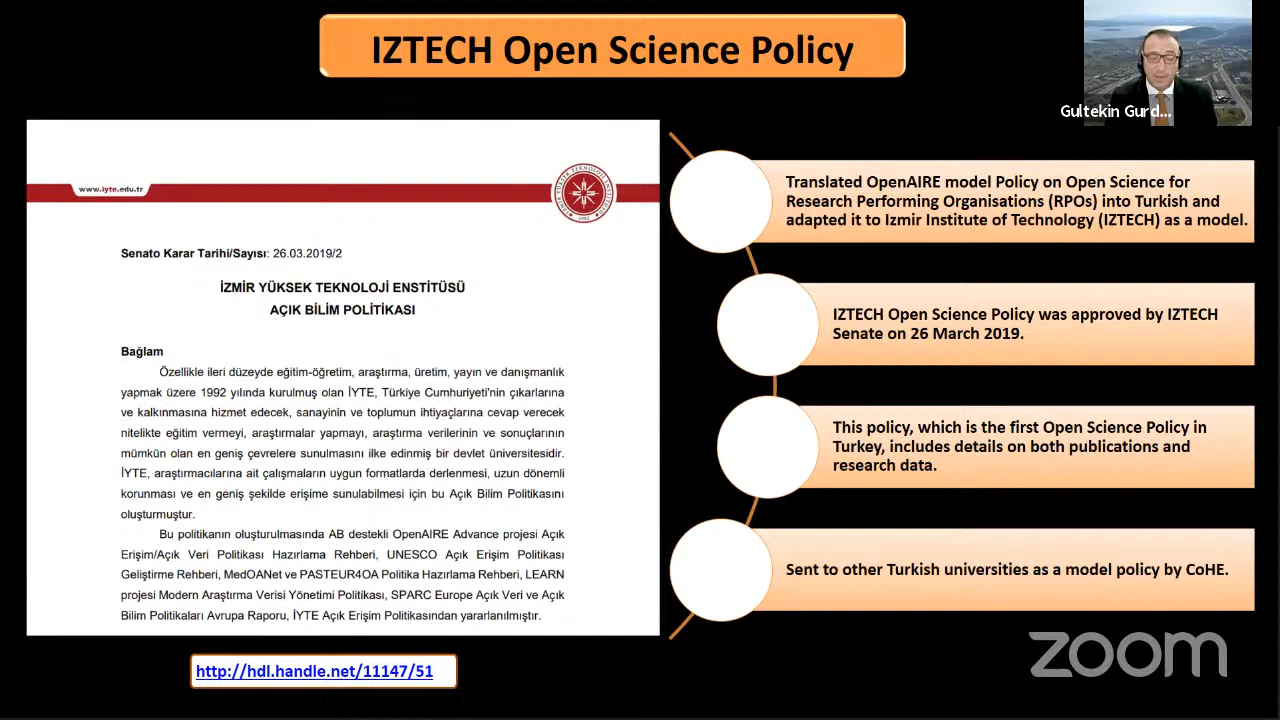 IZTECH Open Science Policy
Gultekin Gurd...
www.iyte.edu.tr
Senato Karar Tarihi/Sayısı: 26.03.2019/2
İZMİR YÜKSEK TEKNOLOJİ ENSTİTÜSÜ
AÇIK BİLİM POLİTİKASI
Bağlam
Özellikle ileri düzeyde eğitim-öğretim, araştırma, üretim, yayın ve danışmanlık
yapmak üzere 1992 yılında kurulmuş olan İYTE, Türkiye Cumhuriyeti'nin çıkarlarına
ve kalkınmasına hizmet edecek, sanayinin ve toplumun ihtiyaçlarına cevap verecek
nitelikte eğitim vermeyi, araştırmalar yapmayı, araştırma verilerinin ve sonuçlarının
mümkün olan en geniş çevrelere sunulmasını ilke edinmiş bir devlet üniversitesidir.
İYTE, araştırmacılarına ait çalışmaların uygun formatlarda derlenmesi, uzun dönemli
korunması ve en geniş şekilde erişime sunulabilmesi için bu Açık Bilim Politikasını
oluşturmuştur.
Bu politikanın oluşturulmasında AB destekli OpenAIRE Advance projesi Açık
Erişim/Açık Veri Politikası Hazırlama Rehberi, UNESCO Açık Erişim Politikası
Geliştirme Rehberi, MedOANet ve PASTEUR4OA Politika Hazırlama Rehberi, LEARN
projesi Modern Araştırma Verisi Yönetimi Politikası, SPARC Europe Açık Veri ve Açık
Bilim Politikaları Avrupa Raporu, İYTE Açık Erişim Politikasından yararlanılmıştır.
http://hdl.handle.net/11147/51
Translated OpenAIRE model Policy on Open Science for
Research Performing Organisations (RPOs) into Turkish and
adapted it to Izmir Institute of Technology (IZTECH) as a model.
IZTECH Open Science Policy was approved by IZTECH
Senate on 26 March 2019.
This policy, which is the first Open Science Policy in
Turkey, includes details on both publications and
research data.
Sent to other Turkish universities as a model policy by CoHE.
zoom